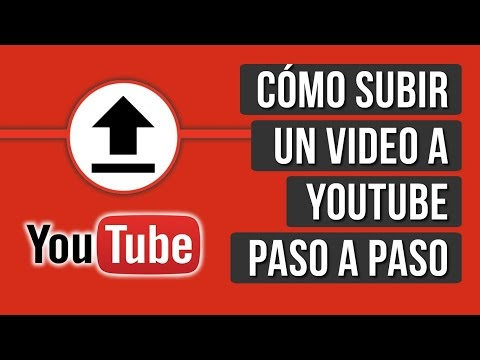 CÓMO SUBIR
UN VIDEO A
YOUTUBE
PASO A PASO
YouTube